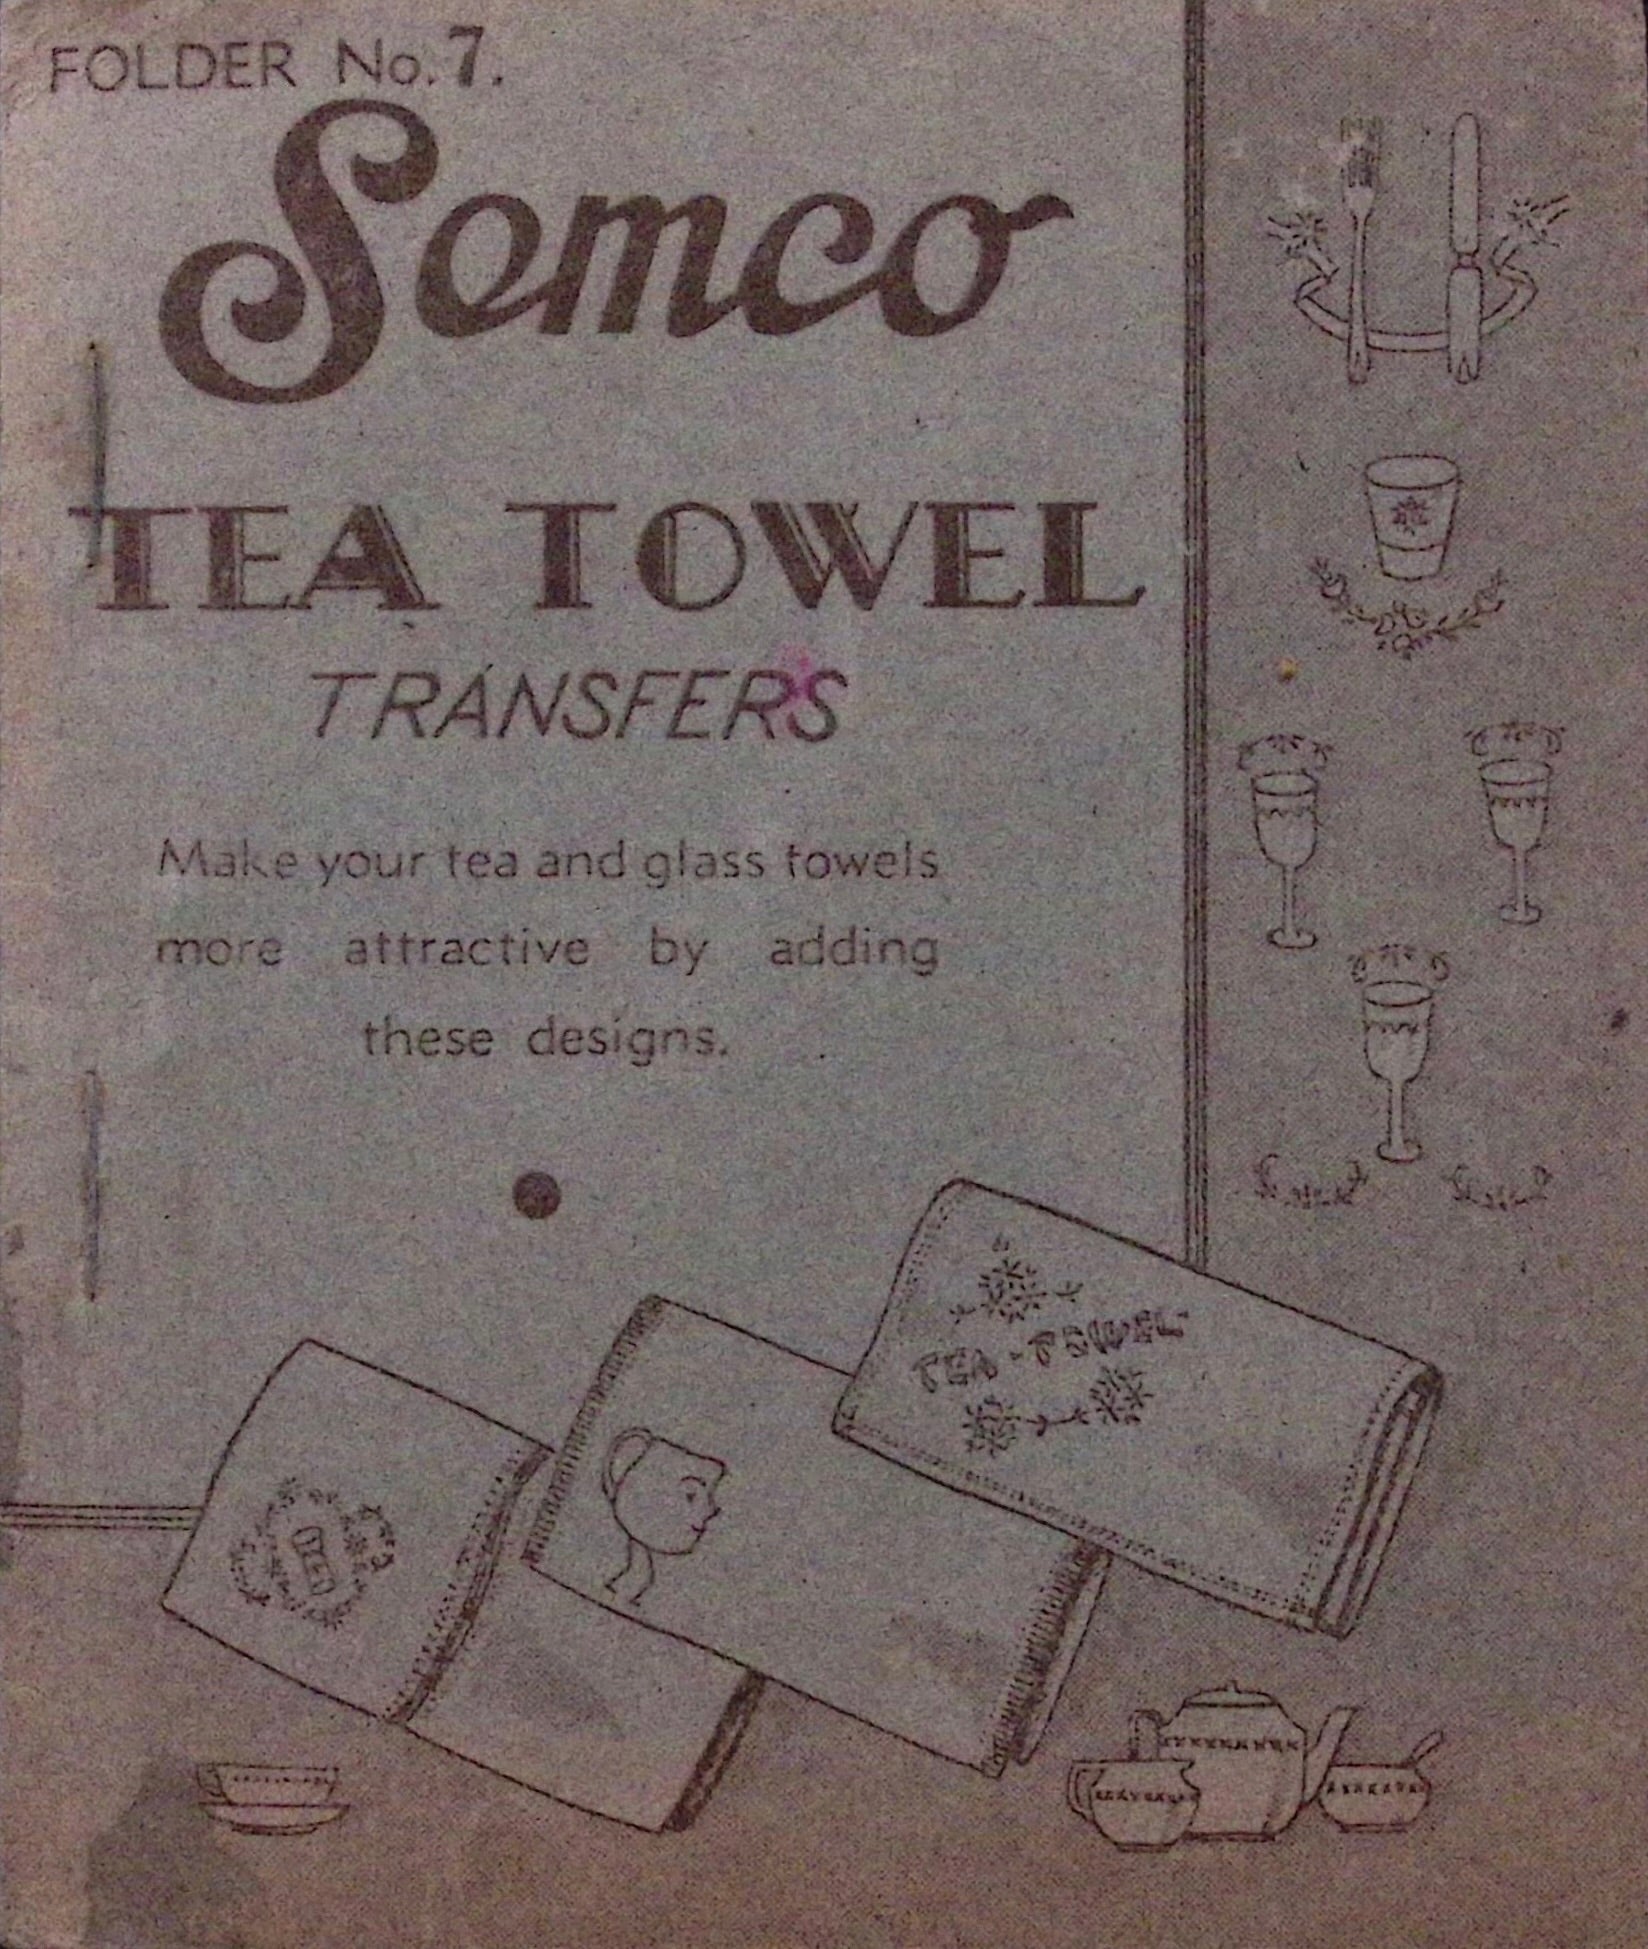 FOLDER No. 7.
Semco
TEA TOWEL
TRANSFERS
Make your tea and glass towels
more attractive by adding
these designs.
TEA-TOWEL